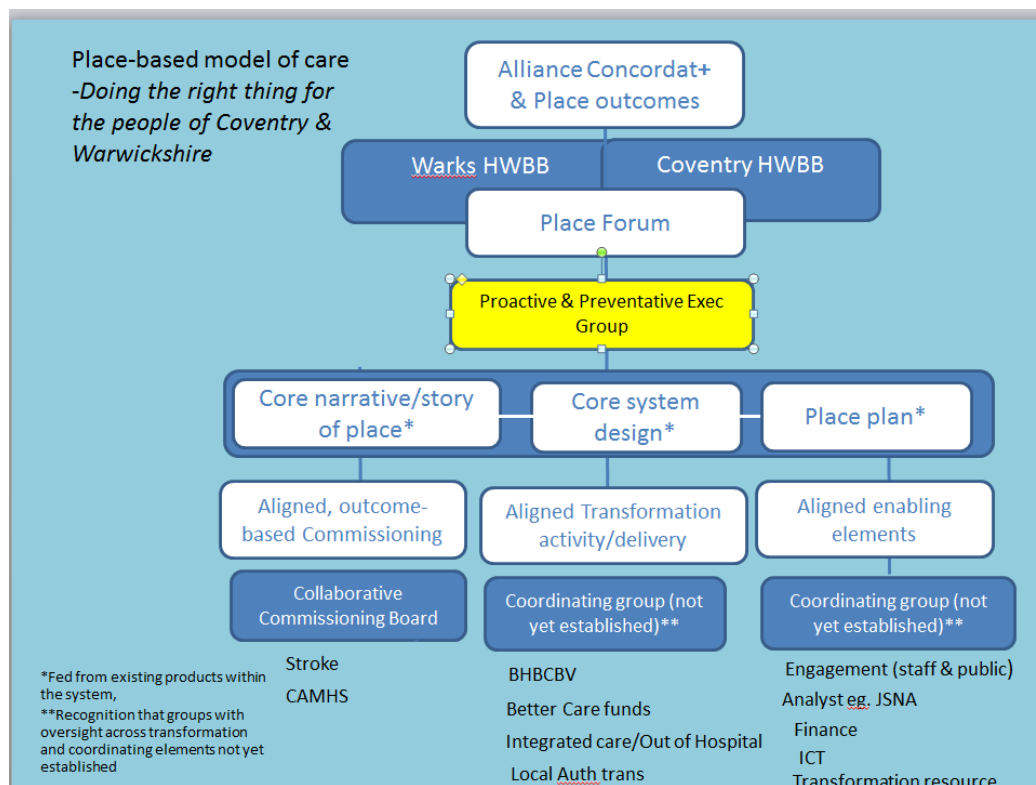 Place-based model of care
-Doing the right thing for
the people of Coventry &
Warwickshire
Alliance Concordat+
& Place outcomes
Warks HWBB
Coventry HWBB
Place Forum
Proactive & Preventative Exec
Group
Core narrative/story
of place*
Core system
design*
Place plan*
Aligned, outcome-
based Commissioning
Aligned Transformation
activity/delivery
Aligned enabling
elements
Collaborative
Commissioning Board
Coordinating group (not
yet established)**
Coordinating group (not
yet established)**
Stroke
CAMHS
BHBCBV
Better Care funds
Integrated care/Out of Hospital
Local Auth trans
Engagement (staff & public)
Analyst eg. JSNA
Finance
ICT
Transformation resource
*Fed from existing products within
the system,
**Recognition that groups with
oversight across transformation
and coordinating elements not yet
established